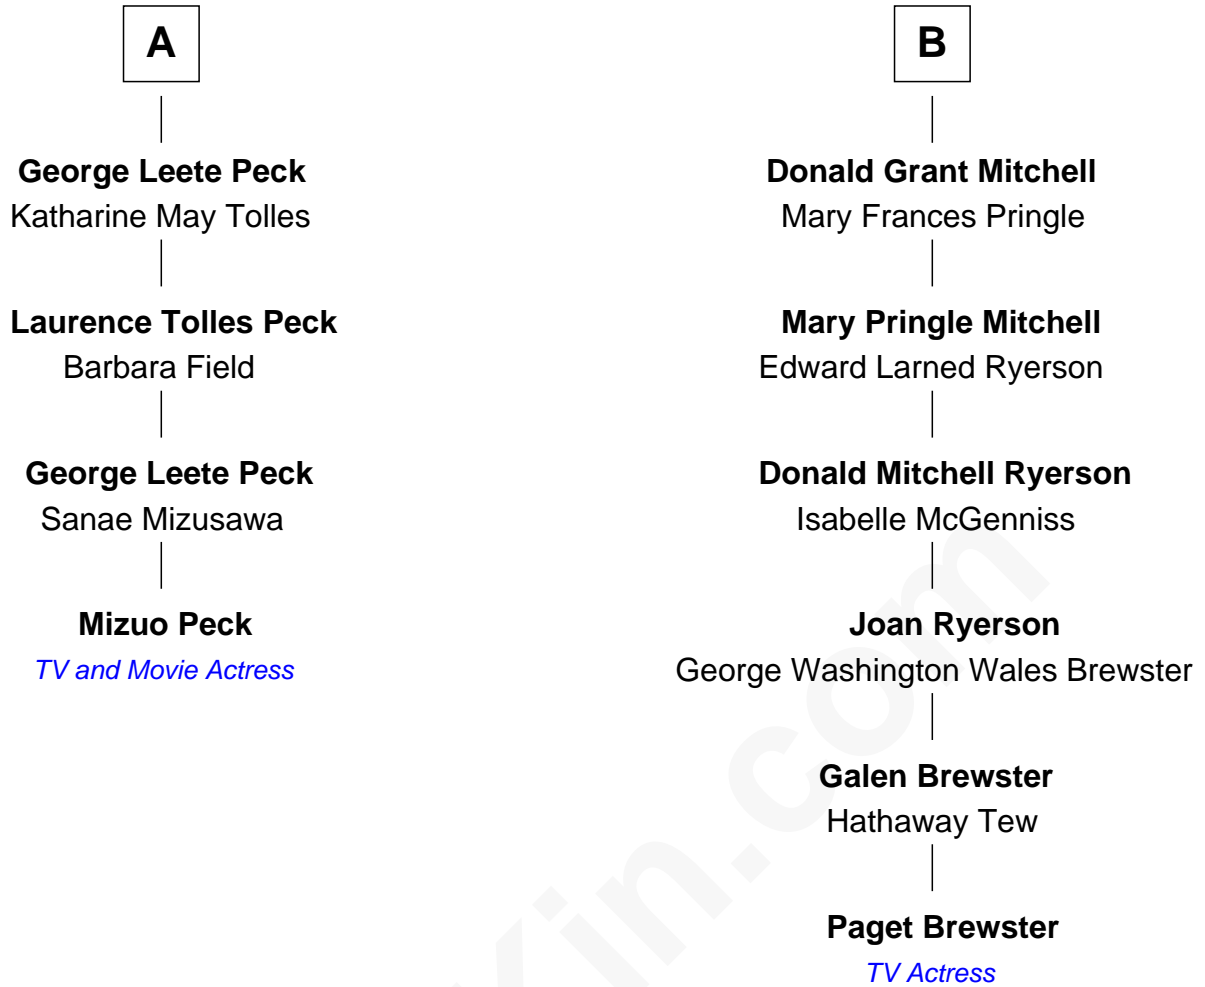 A
George Leete Peck
Katharine May Tolles
Laurence Tolles Peck
Barbara Field
George Leete Peck
Sanae Mizusawa
Mizuo Peck
TV and Movie Actress
B
Donald Grant Mitchell
Mary Frances Pringle
Mary Pringle Mitchell
Edward Larned Ryerson
Donald Mitchell Ryerson
Isabelle McGenniss
Joan Ryerson
George Washington Wales Brewster
Galen Brewster
Hathaway Tew
Paget Brewster
TV Actress
Kin.com